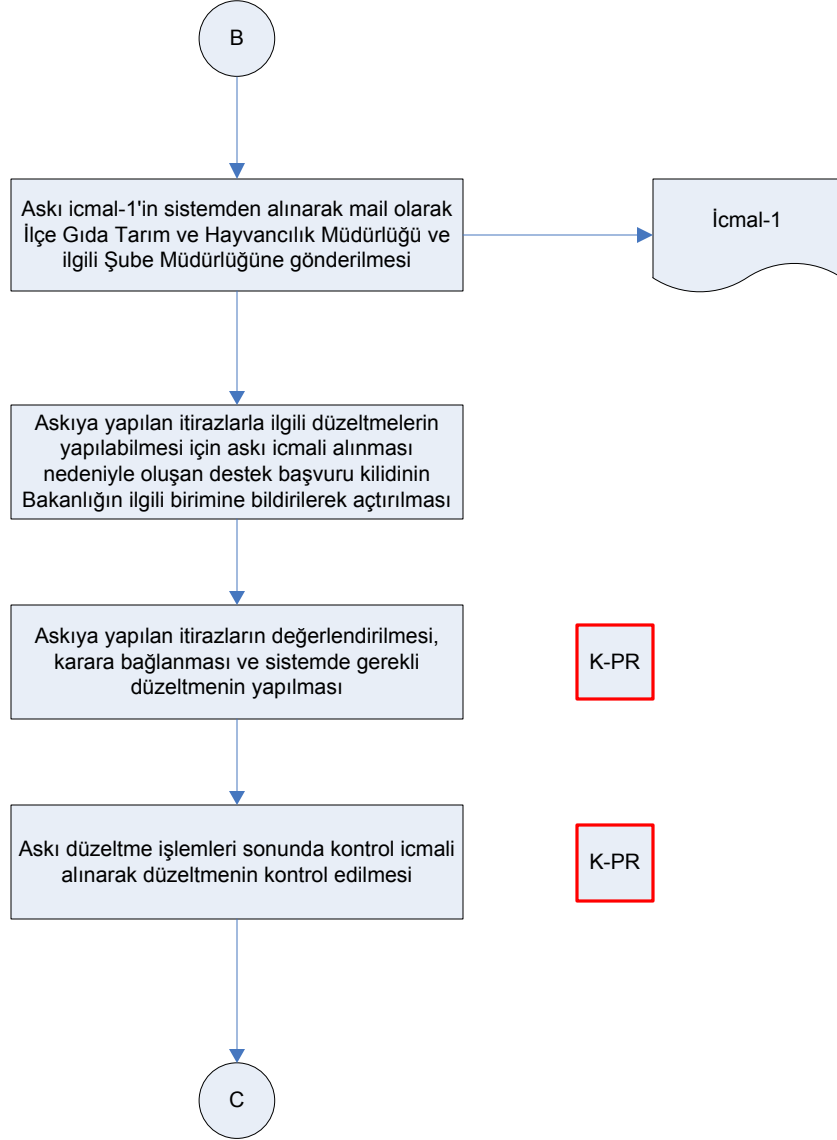 B
Askı icmal-1'in sistemden alınarak mail olarak
İlçe Gıda Tarım ve Hayvancılık Müdürlüğü ve
ilgili Şube Müdürlüğüne gönderilmesi
İcmal-1
Askıya yapılan itirazlarla ilgili düzeltmelerin
yapılabilmesi için askı icmali alınması
nedeniyle oluşan destek başvuru kilidinin
Bakanlığın ilgili birimine bildirilerek açtırılması
Askıya yapılan itirazların değerlendirilmesi,
karara bağlanması ve sistemde gerekli
düzeltmenin yapılması
K-PR
Askı düzeltme işlemleri sonunda kontrol icmali
alınarak düzeltmenin kontrol edilmesi
K-PR
C